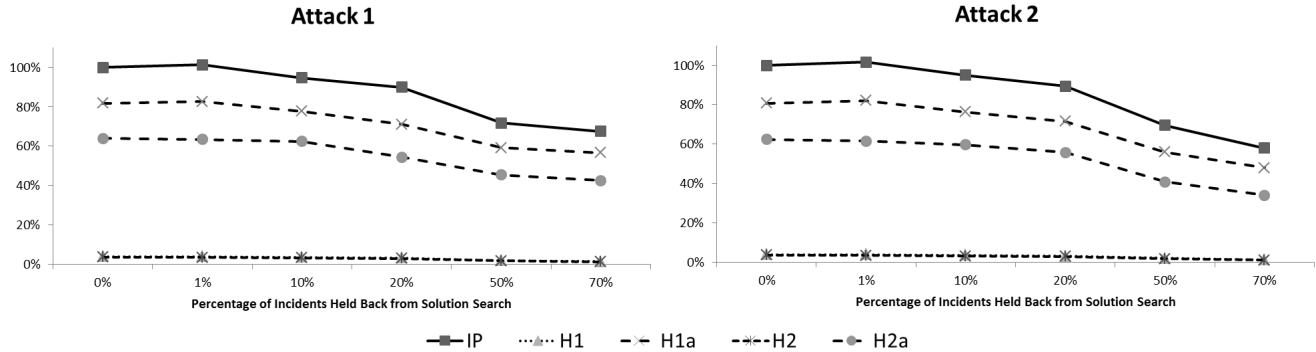 Attack 1
100%
80%
60%
40%
20%
0%
0% 1% 10% 20% 50% 70%
Percentage of Incidents Held Back from Solution Search
Attack 2
100%
80%
60%
40%
20%
0%
0% 1% 10% 20% 50% 70%
Percentage of Incidents Held Back from Solution Search
IP H1 H1a H2 H2a